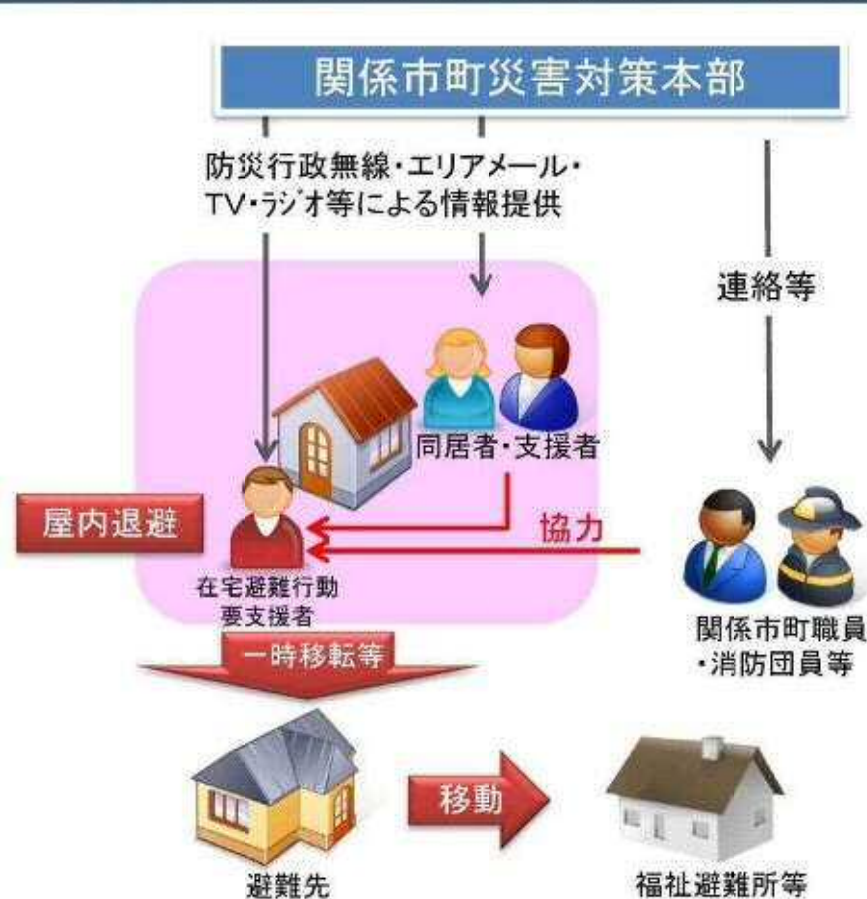 関係市町災害対策本部
防災行政無線・エリアメール・
TV・ラジオ等による情報提供
連絡等
同居者・支援者
屋内退避
協力
在宅避難行動
要支援者
関係市町職員
・消防団員等
一時移転等
移動
避難先
福祉避難所等